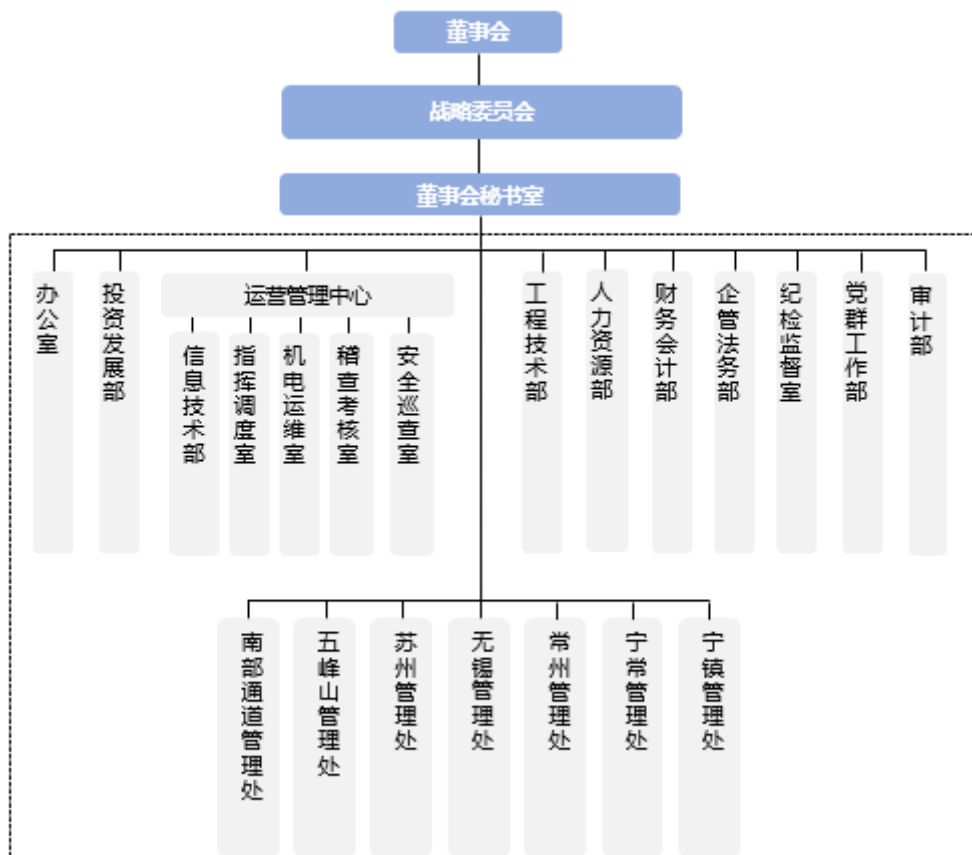 董事会
战略委员会
董事会秘书室
办公室
投资发展部
运营管理中心
信息技术部
指挥调度室
机电运维室
稽查考核室
安全巡查室
工程技术部
人力资源部
财务会计部
企管法务部
纪检监督室
党群工作部
审计部
南部通道管理处
五峰山管理处
苏州管理处
无锡管理处
常州管理处
宁常管理处
宁镇管理处